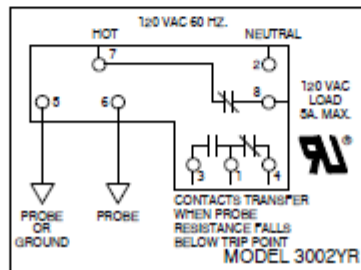 120 VAC 60 HZ.
HOT
NEUTRAL
7
2
5
6
8
120 VAC
LOAD
5A. MAX.
3
1
4
PROBE
OR
GROUND
PROBE
CONTACTS TRANSFER
WHEN PROBE
RESISTANCE FALLS
BELOW TRIP POINT
MODEL 3002YR